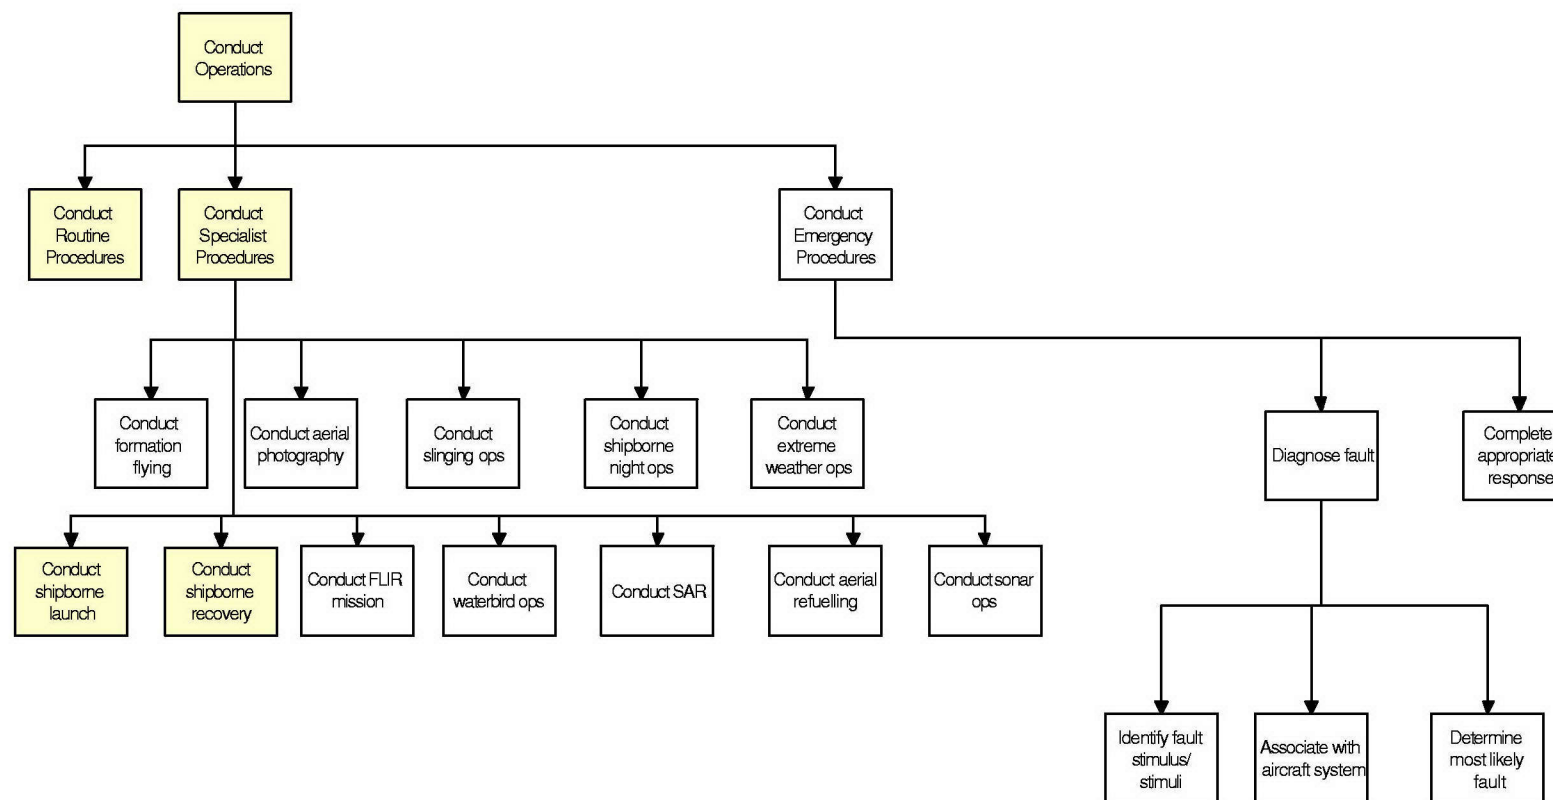 Conduct
Operations
Conduct
Routine
Procedures
Conduct
Specialist
Procedures
Conduct
Emergency
Procedures
Conduct
formation
flying
Conduct aerial
photography
Conduct
slinging ops
Conduct
shipborne
night ops
Conduct
extreme
weather ops
Diagnose fault
Complete
appropriate
response
Conduct
shipborne
launch
Conduct
shipborne
recovery
Conduct FLIR
mission
Conduct
waterbird ops
Conduct SAR
Conduct aerial
refuelling
Conduct sonar
ops
Identify fault
stimulus/
stimuli
Associate with
aircraft system
Determine
most likely
fault